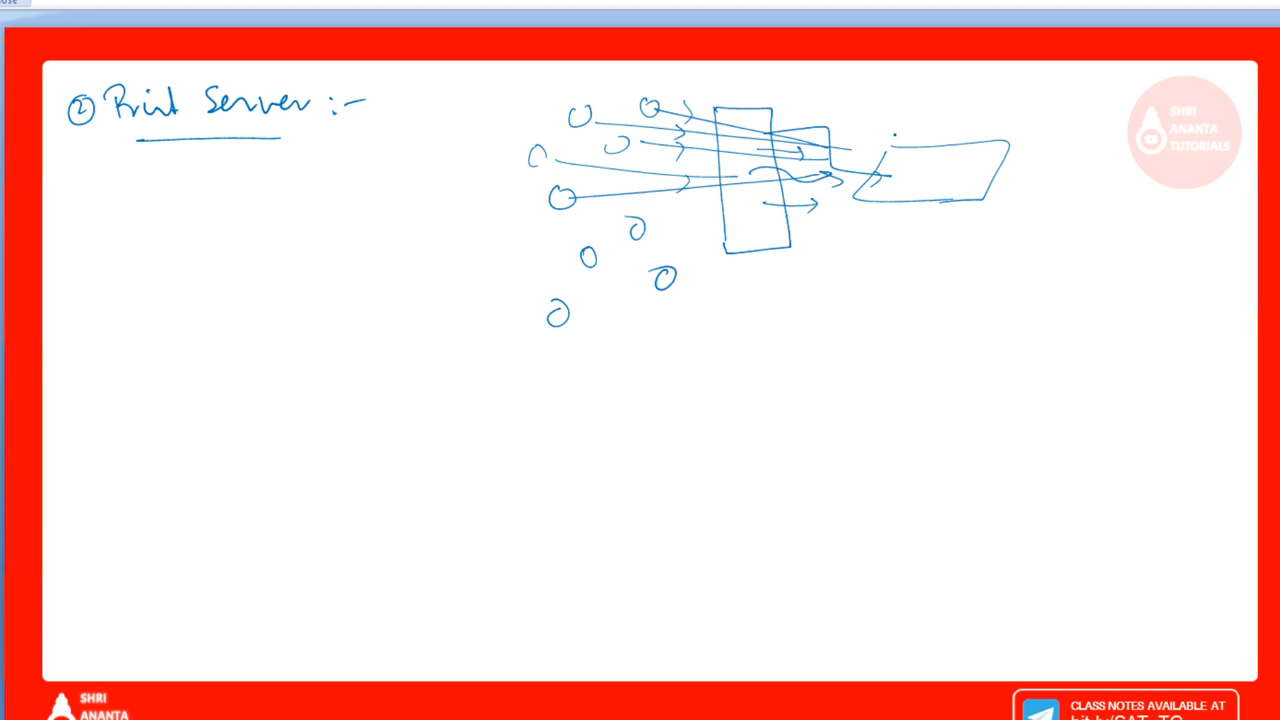 ② Print Server :-
SHRI
ANANTA
TUTORIALS
SHRI
ANANTA
CLASS NOTES AVAILABLE AT